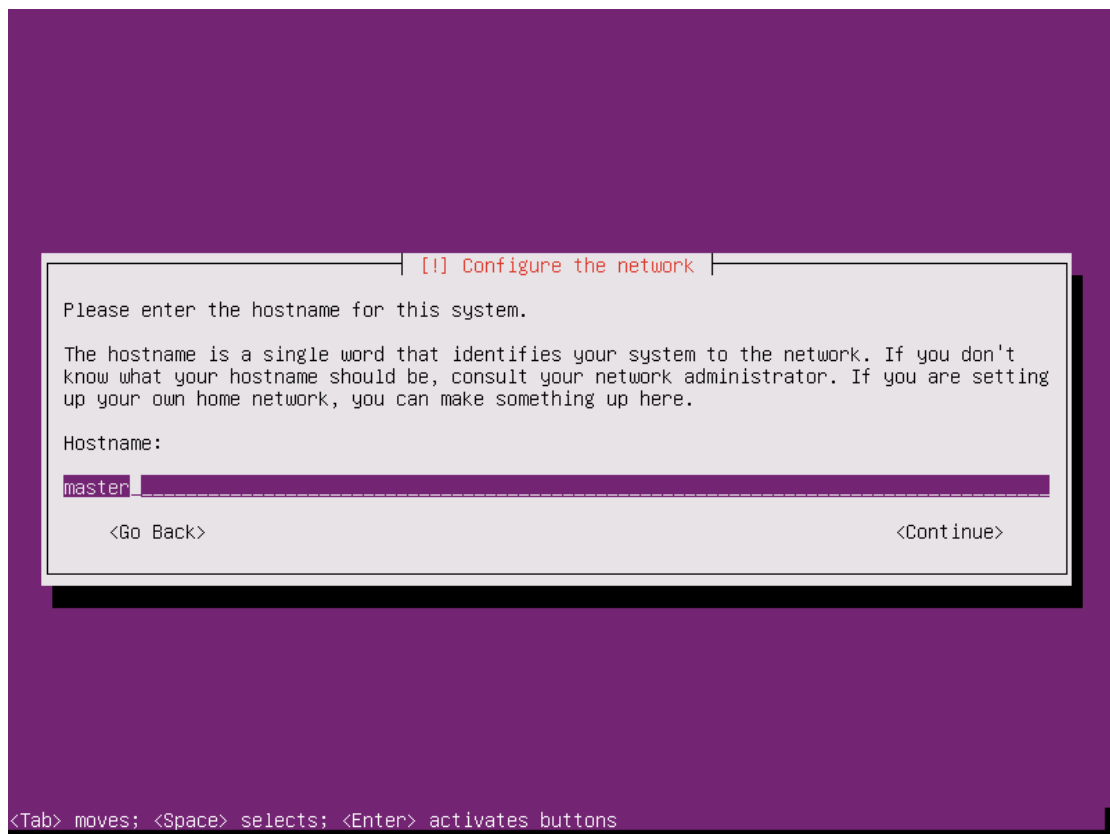 [!] Configure the network
Please enter the hostname for this system.
The hostname is a single word that identifies your system to the network. If you don't
know what your hostname should be, consult your network administrator. If you are setting
up your own home network, you can make something up here.
Hostname:
master
<Go Back> <Continue>
<Tab> moves; <Space> selects; <Enter> activates buttons